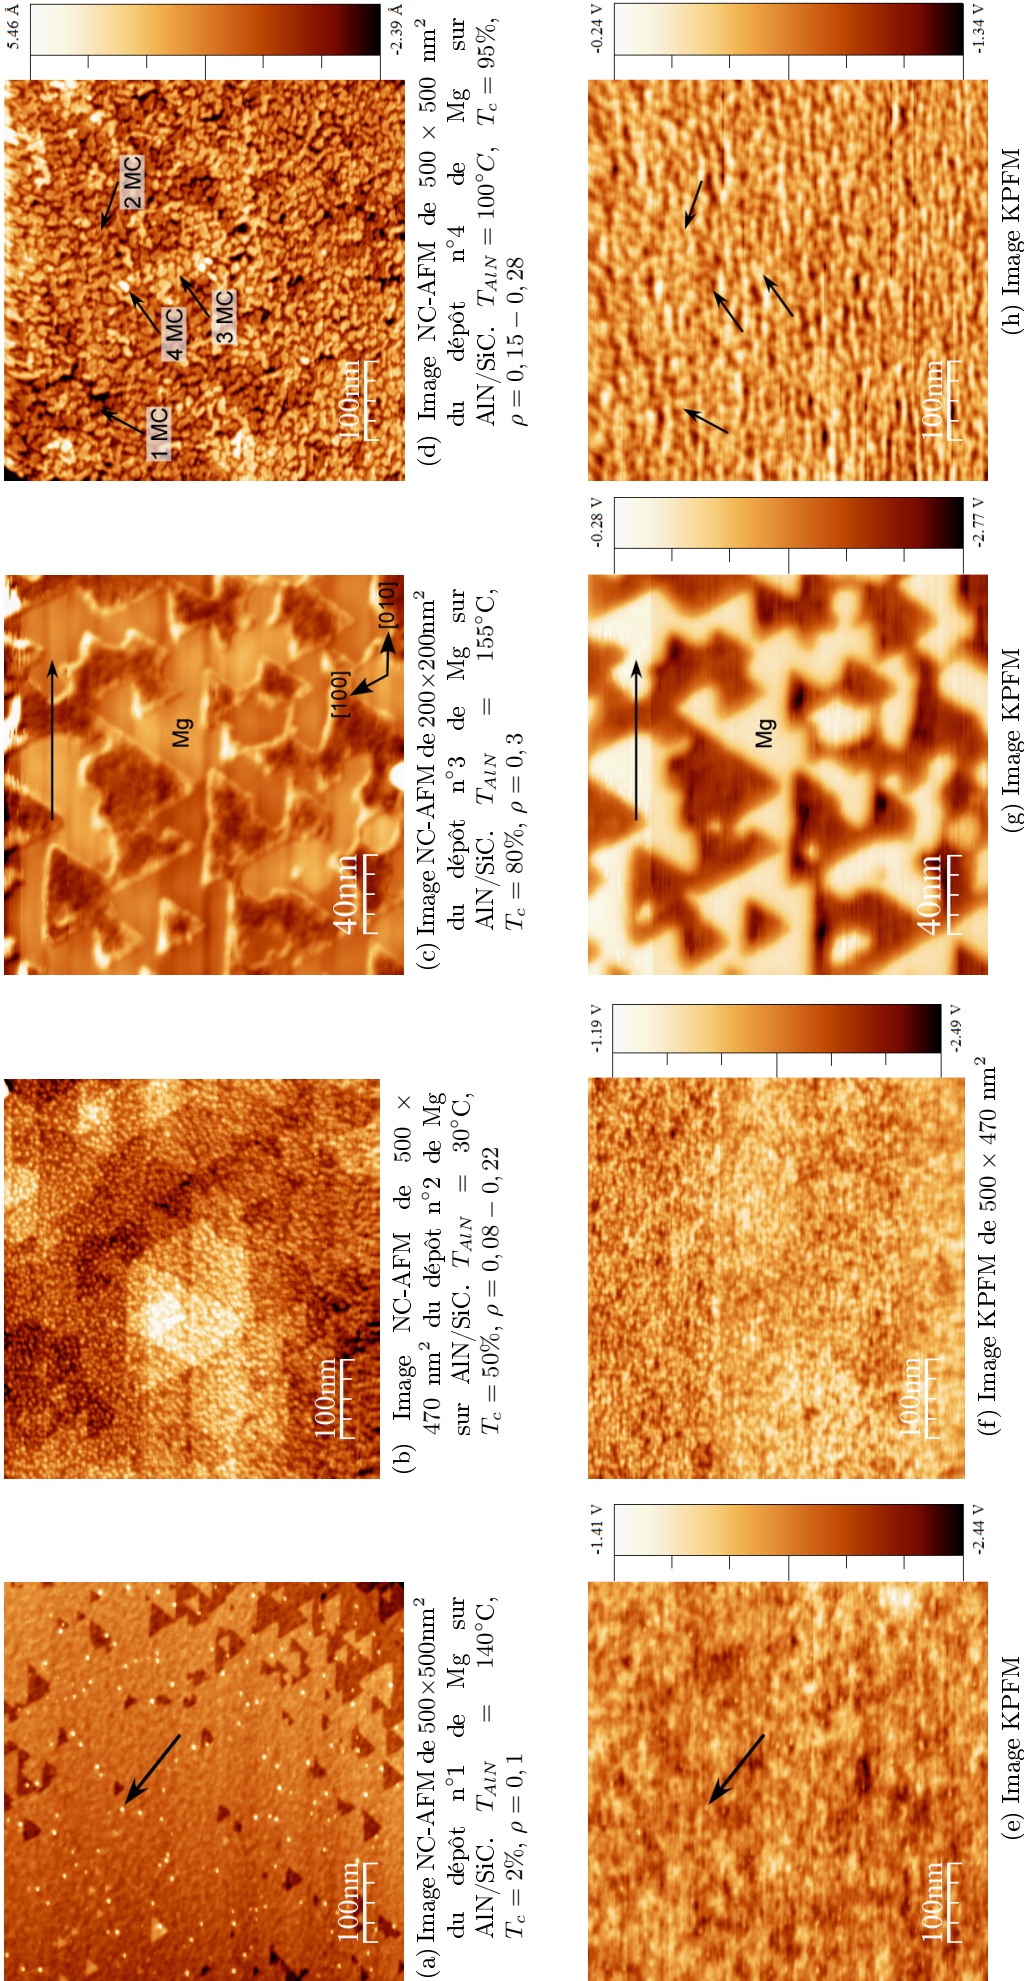 100nm
(a) Image NC-AFM de 500×500nm²
du dépôt n°1 de Mg sur
AlN/SiC. T_AlN = 140°C,
T_c = 2%, ρ = 0, 1
100nm
(b) Image NC-AFM de 500 ×
470 nm² du dépôt n°2 de Mg
sur AlN/SiC. T_AlN = 30°C,
T_c = 50%, ρ = 0, 08 − 0, 22
Mg
[100]
[010]
40nm
(c) Image NC-AFM de 200×200nm²
du dépôt n°3 de Mg sur
AlN/SiC. T_AlN = 155°C,
T_c = 80%, ρ = 0, 3
1 MC
4 MC
3 MC
2 MC
100nm
5.46 Å
-2.39 Å
(d) Image NC-AFM de 500 × 500 nm²
du dépôt n°4 de Mg sur
AlN/SiC. T_AlN = 100°C, T_c = 95%,
ρ = 0, 15 − 0, 28
100nm
-1.41 V
-2.44 V
(e) Image KPFM
100nm
-1.19 V
-2.49 V
(f) Image KPFM de 500 × 470 nm²
Mg
40nm
-0.28 V
-2.77 V
(g) Image KPFM
100nm
-0.24 V
-1.34 V
(h) Image KPFM